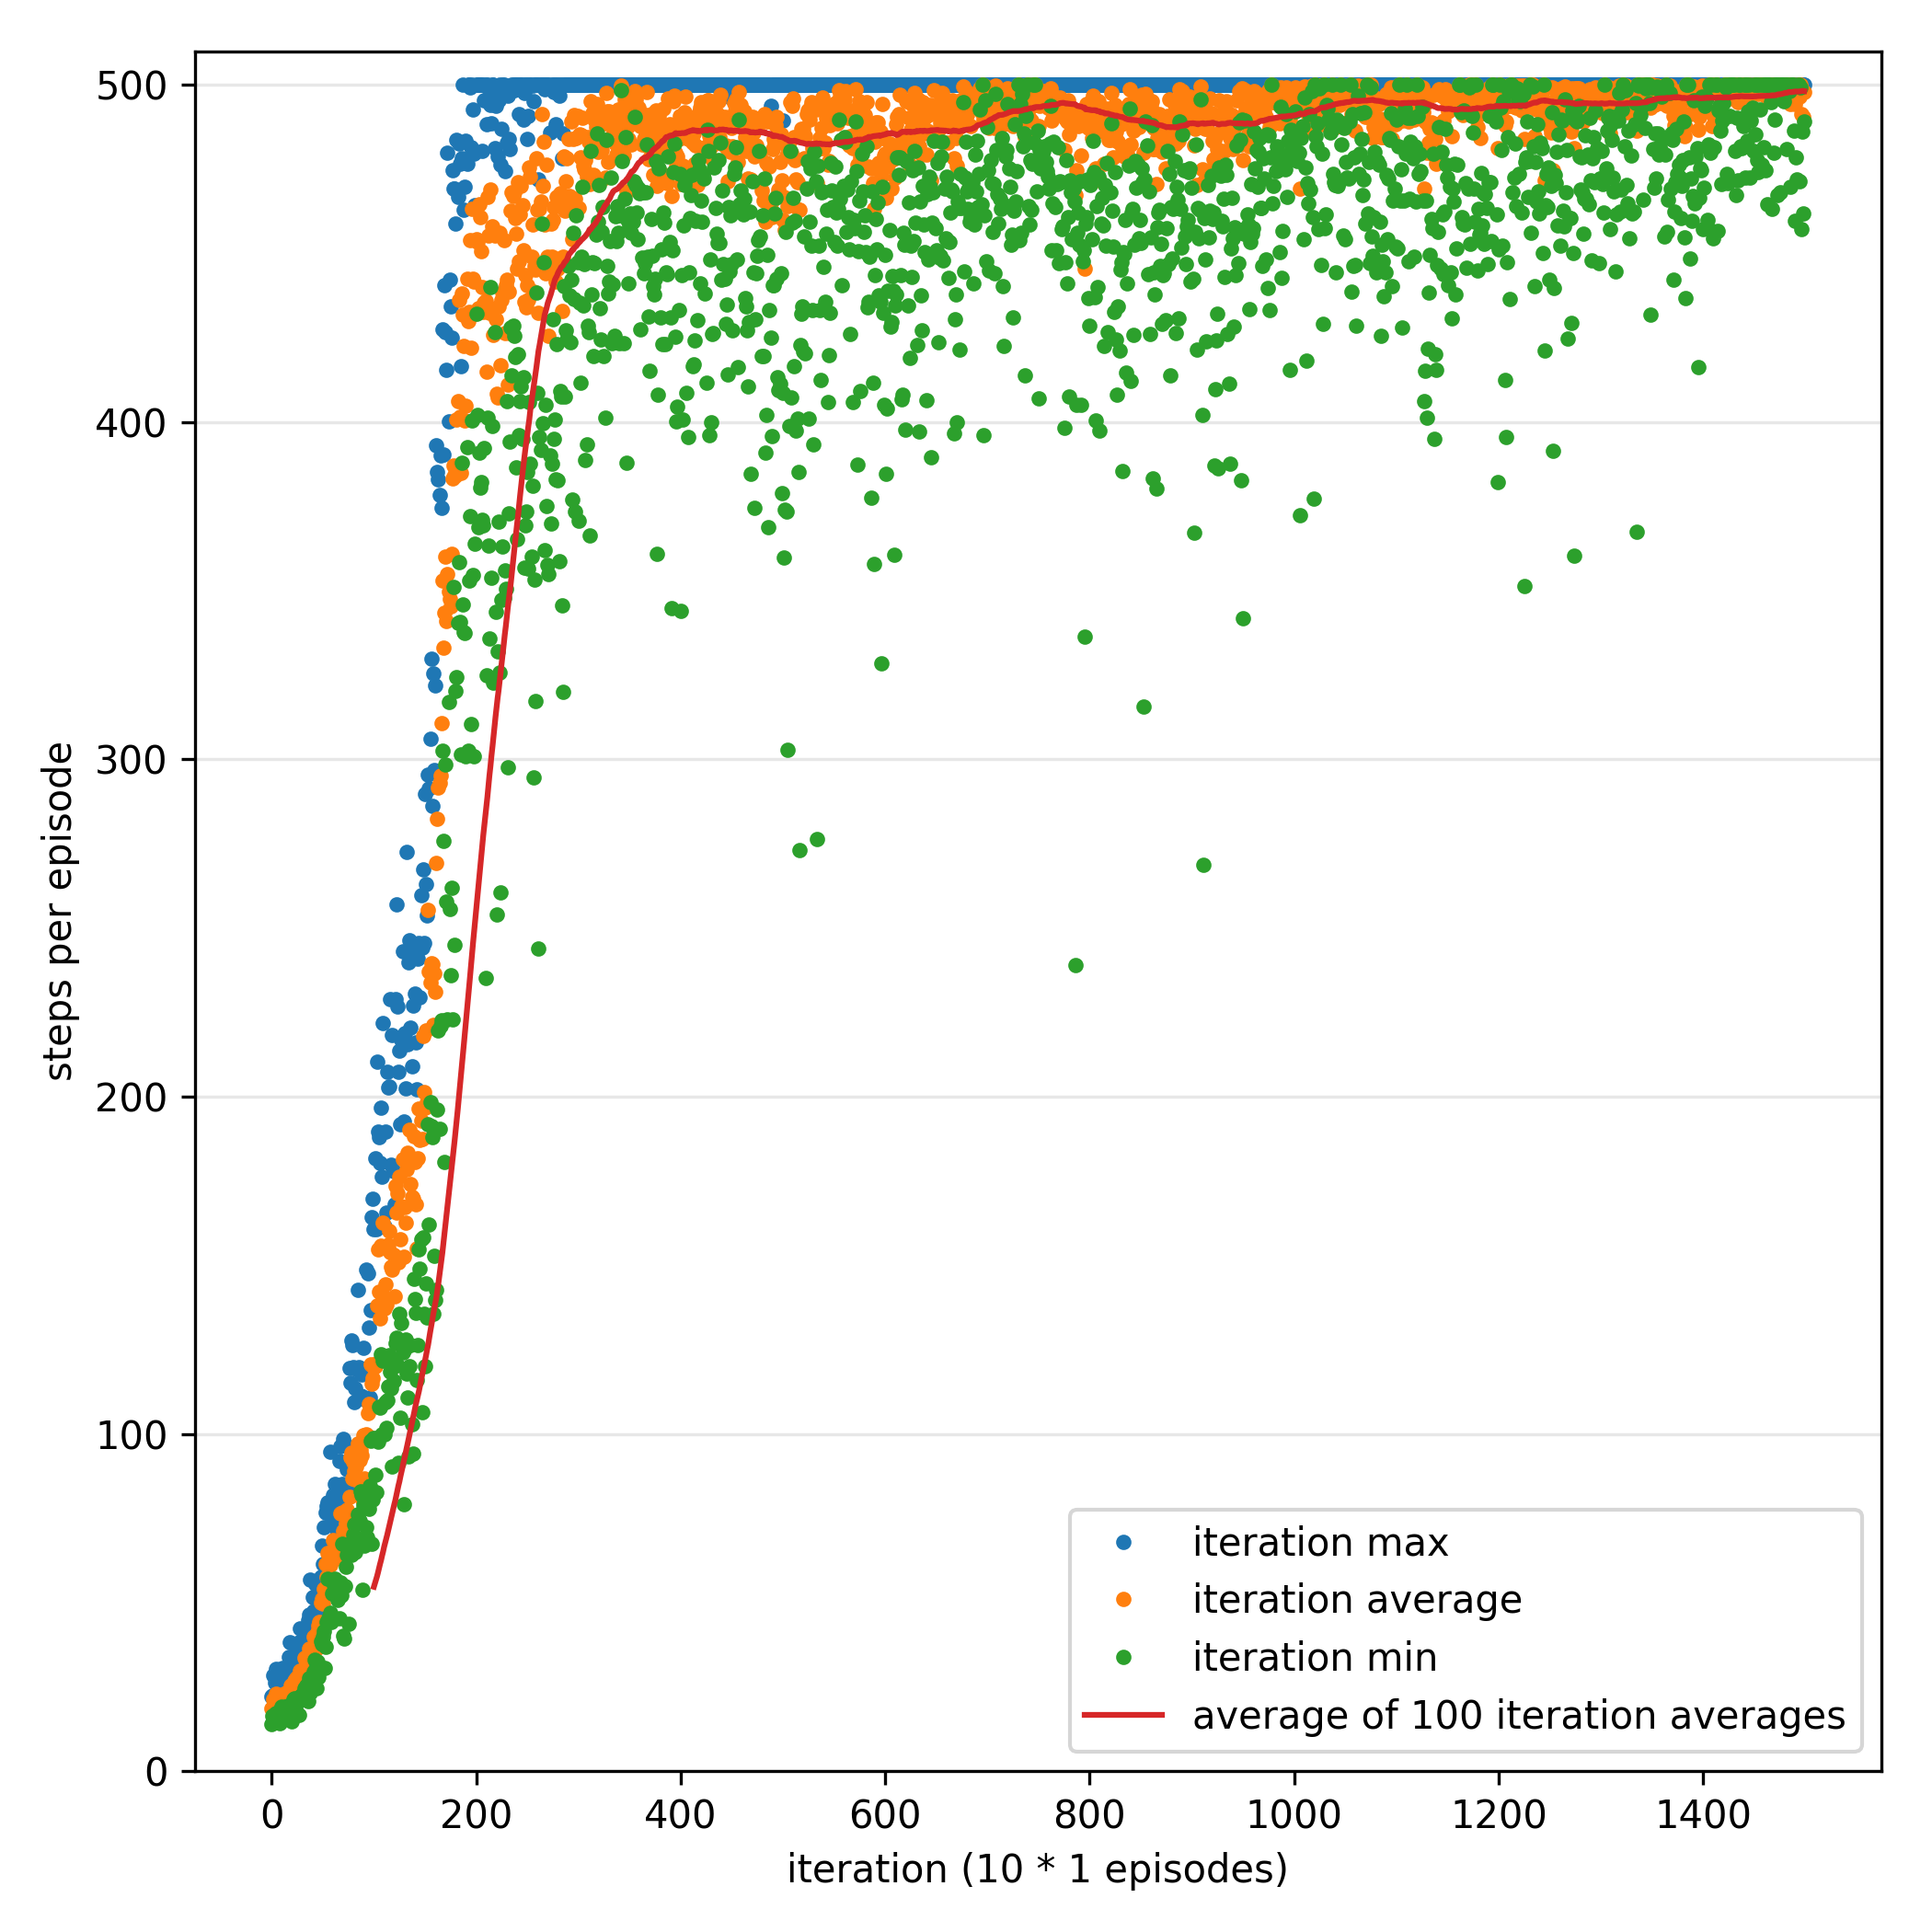 500
400
300
200
100
0
steps per episode
0 200 400 600 800 1000 1200 1400
iteration (10 * 1 episodes)
iteration max
iteration average
iteration min
average of 100 iteration averages